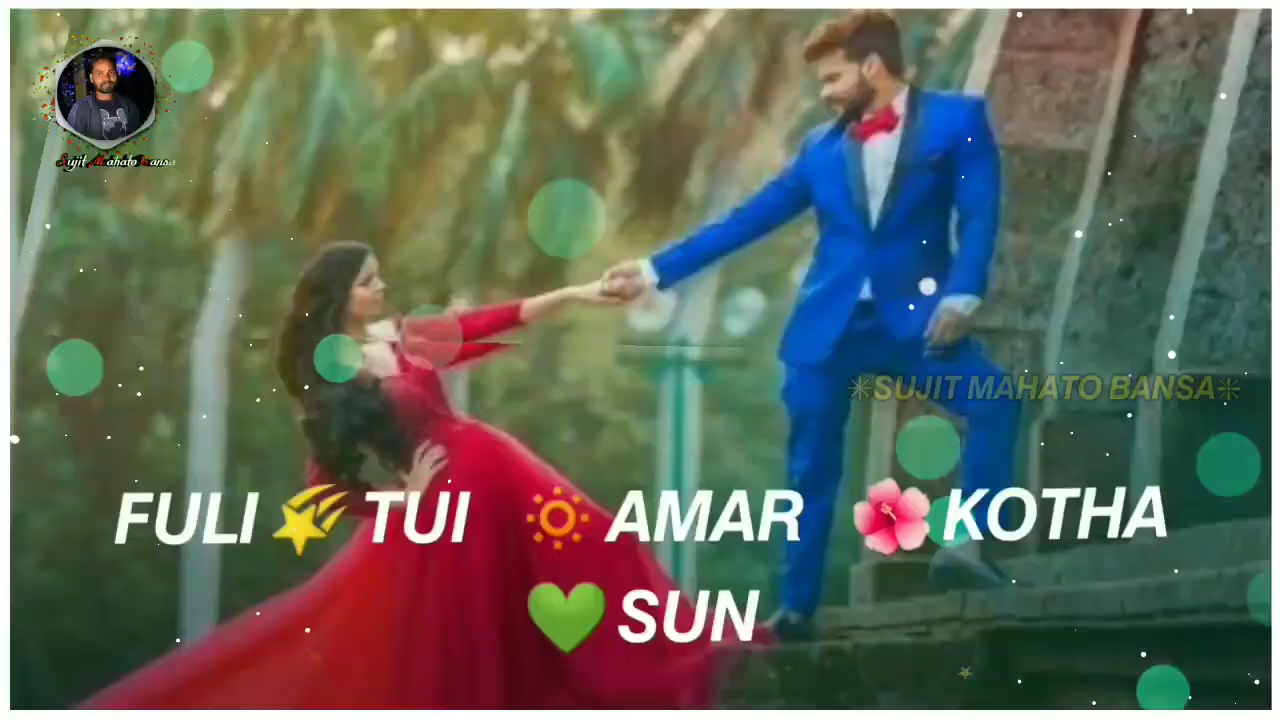 Sujit Mahato Bansa
✳SUJIT MAHATO BANSA✳
FULI 🌠 TUI 🔅 AMAR 🌺 KOTHA
💚 SUN